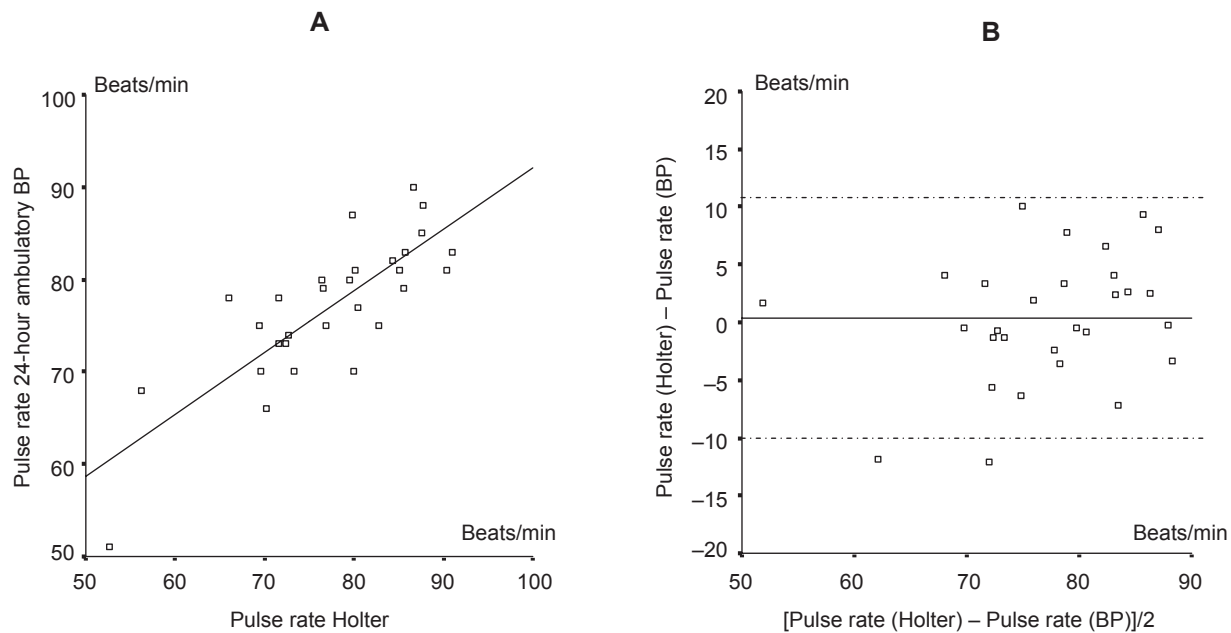 A
Beats/min
100
90
80
70
60
50
Pulse rate 24-hour ambulatory BP
Beats/min
50 60 70 80 90 100
Pulse rate Holter
B
Beats/min
20
15
10
5
0
–5
–10
–15
–20
Pulse rate (Holter) – Pulse rate (BP)
Beats/min
50 60 70 80 90
[Pulse rate (Holter) – Pulse rate (BP)]/2